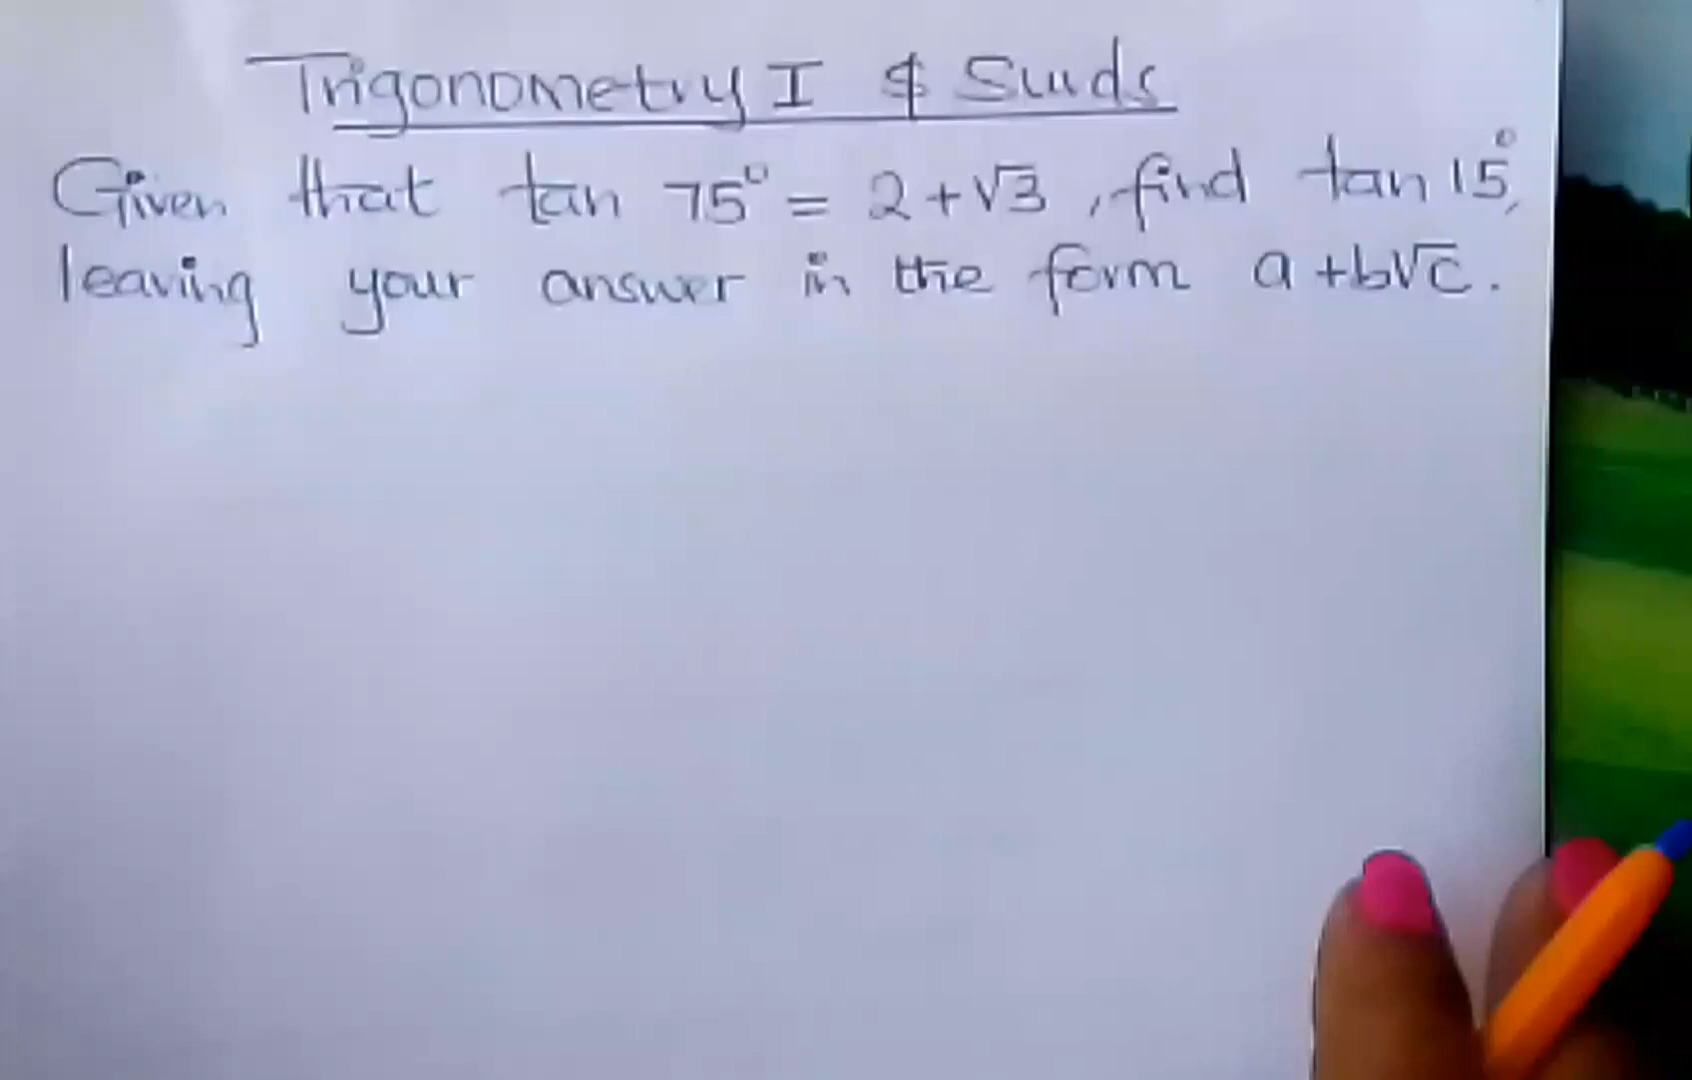 Trigonometry I & Surds
Given that tan 75° = 2+√3, find tan 15°,
leaving your answer in the form a+b√c.